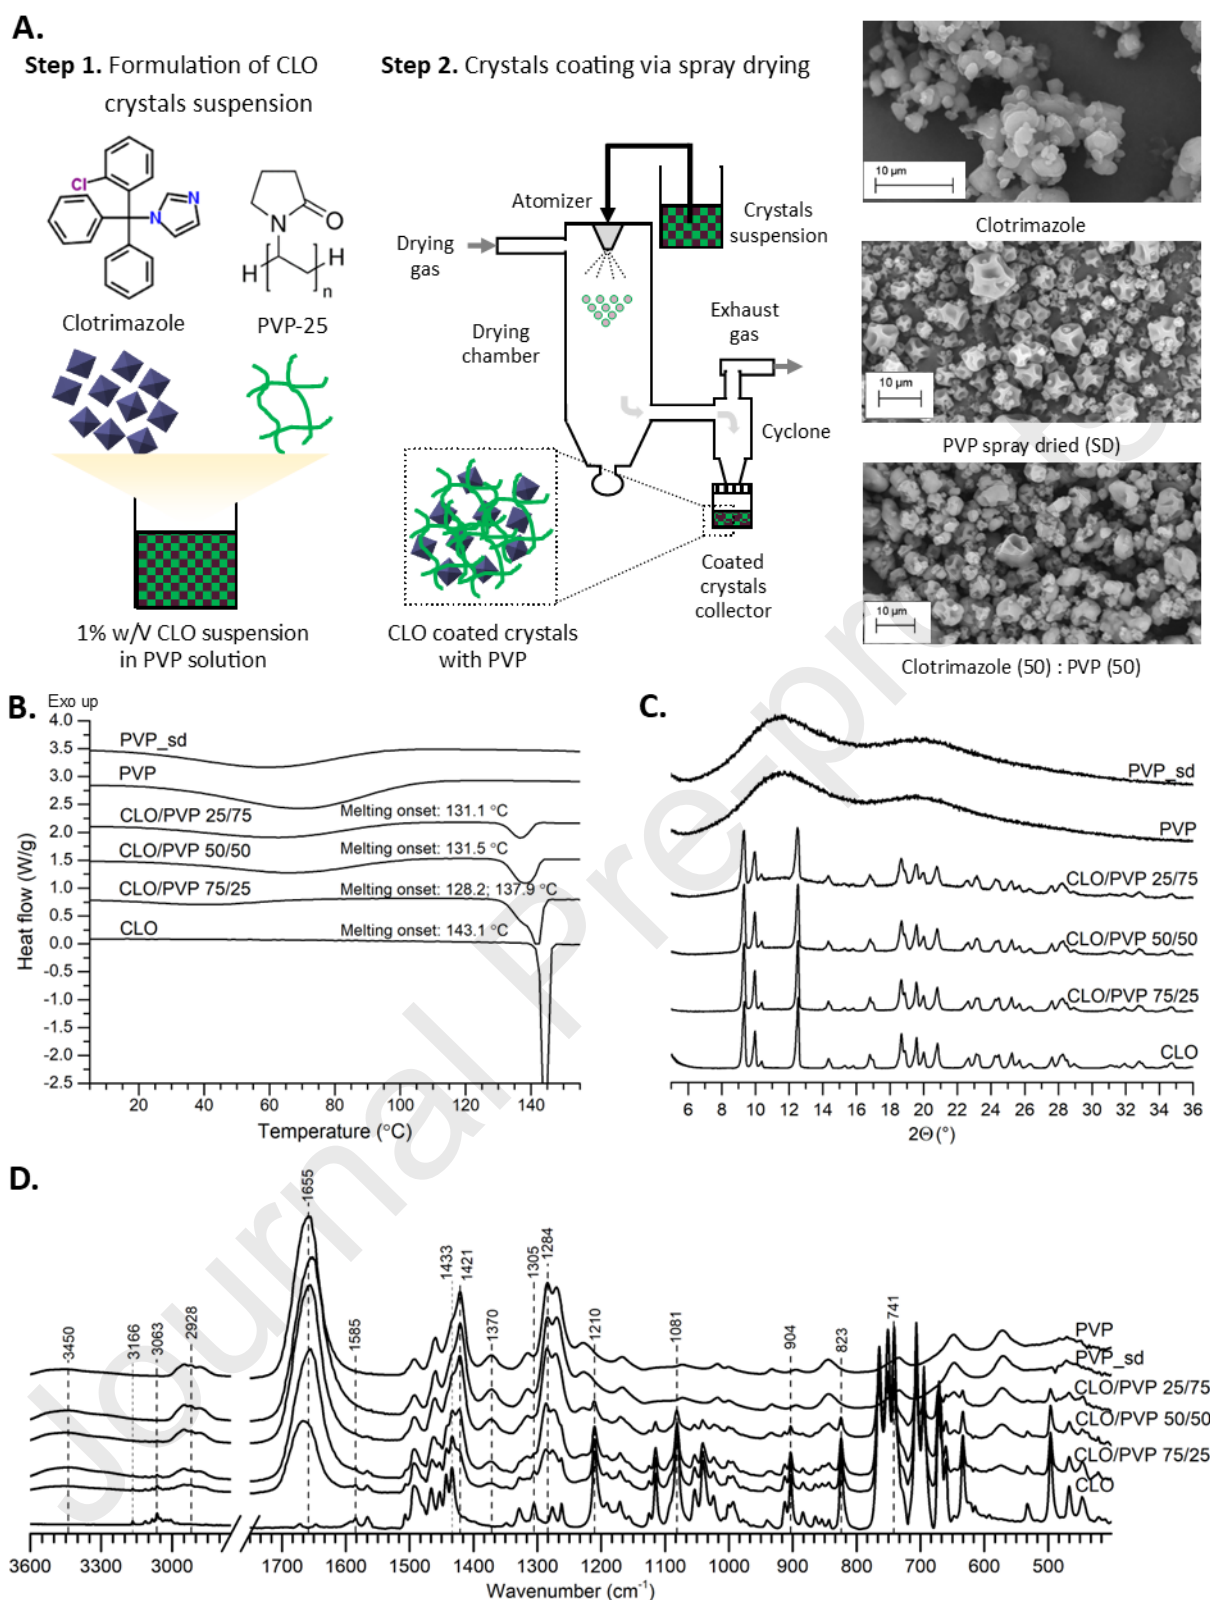 A.
Step 1. Formulation of CLO
crystals suspension
Cl
N
N
Clotrimazole
N
O
H
H
n
PVP-25
1% w/V CLO suspension
in PVP solution
Step 2. Crystals coating via spray drying
Atomizer
Crystals
suspension
Drying
gas
Drying
chamber
Exhaust
gas
Cyclone
Coated
crystals
collector
CLO coated crystals
with PVP
10 µm
Clotrimazole
10 µm
PVP spray dried (SD)
10 µm
Clotrimazole (50) : PVP (50)
B.
Exo up
Heat flow (W/g)
4.0
3.5
3.0
2.5
2.0
1.5
1.0
0.5
0.0
-0.5
-1.0
-1.5
-2.0
-2.5
PVP_sd
PVP
CLO/PVP 25/75
Melting onset: 131.1 °C
CLO/PVP 50/50
Melting onset: 131.5 °C
CLO/PVP 75/25
Melting onset: 128.2; 137.9 °C
CLO
Melting onset: 143.1 °C
20 40 60 80 100 120 140
Temperature (°C)
C.
PVP_sd
PVP
CLO/PVP 25/75
CLO/PVP 50/50
CLO/PVP 75/25
CLO
6 8 10 12 14 16 18 20 22 24 26 28 30 32 34 36
2Θ (°)
D.
3450
3166
3063
2928
1655
1585
1433
1421
1370
1305
1284
1210
1081
904
823
741
PVP
PVP_sd
CLO/PVP 25/75
CLO/PVP 50/50
CLO/PVP 75/25
CLO
3600 3300 3000 1700 1600 1500 1400 1300 1200 1100 1000 900 800 700 600 500
Wavenumber (cm-1)
Journal Pre-proofs